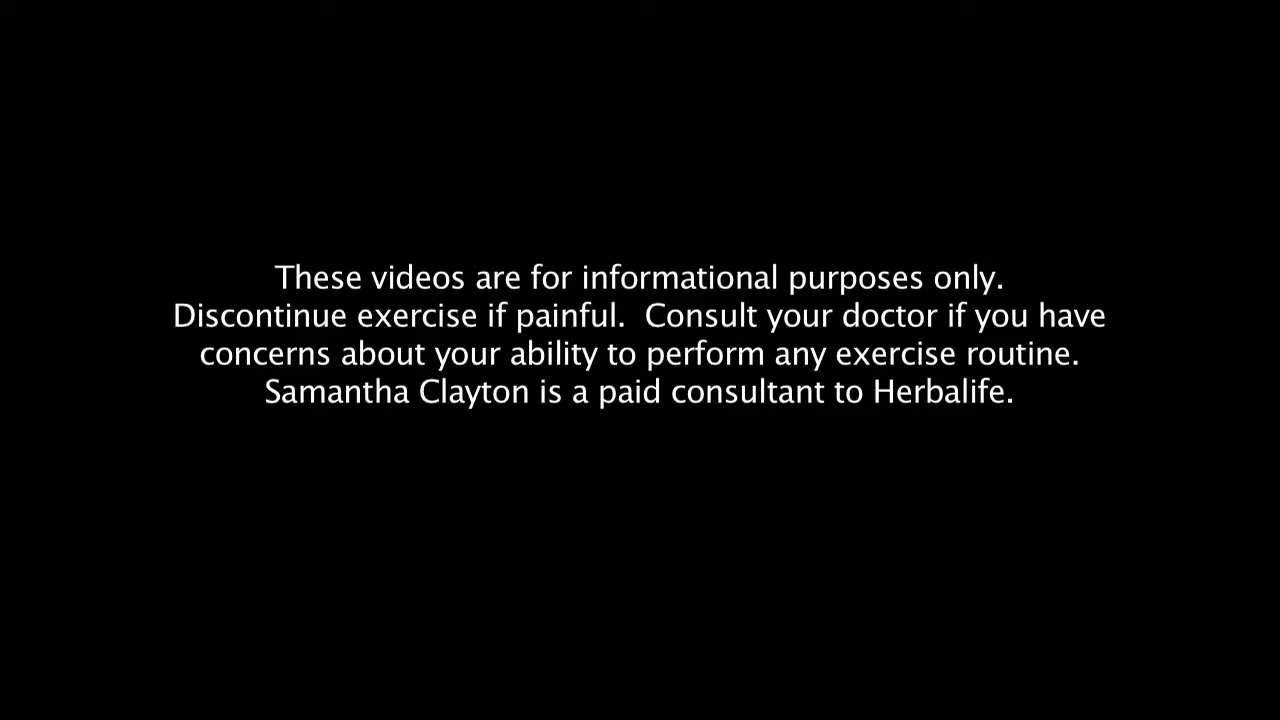 These videos are for informational purposes only.
Discontinue exercise if painful.  Consult your doctor if you have
concerns about your ability to perform any exercise routine.
Samantha Clayton is a paid consultant to Herbalife.